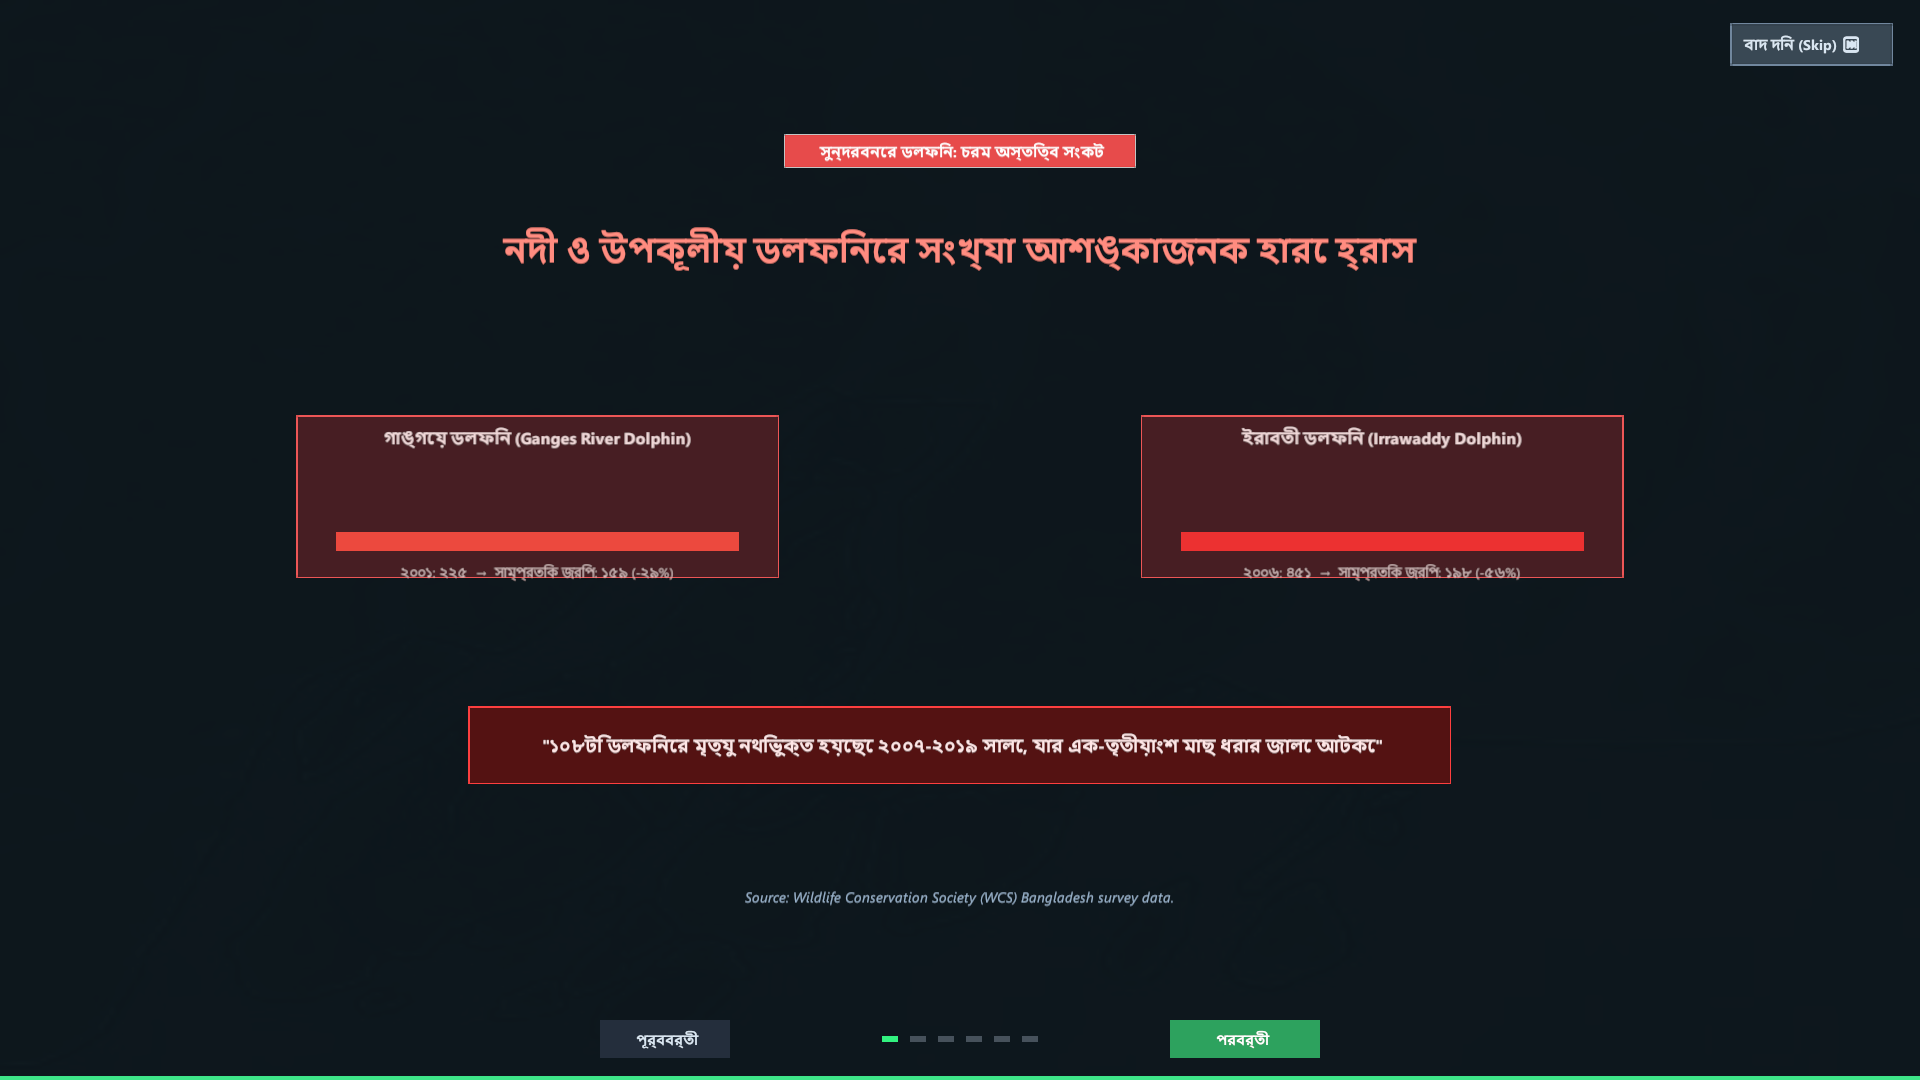 বাদ দিন (Skip) ⏭
সুন্দরবনের ডলফিন: চরম অস্তিত্ব সংকট
নদী ও উপকূলীয় ডলফিনের সংখ্যা আশঙ্কাজনক হারে হ্রাস
গাঙ্গেয় ডলফিন (Ganges River Dolphin)
ইরাবতী ডলফিন (Irrawaddy Dolphin)
২০০১: ২২৫ → সাম্প্রতিক জরিপ: ১৫৯ (-২৯%)
২০০৬: ৪৫১ → সাম্প্রতিক জরিপ: ১৯৮ (-৫৬%)
"১০৮টি ডলফিনের মৃত্যু নথিভুক্ত হয়েছে ২০০৭-২০১৯ সালে, যার এক-তৃতীয়াংশ মাছ ধরার জালে আটকে"
Source: Wildlife Conservation Society (WCS) Bangladesh survey data.
পূর্ববর্তী
পরবর্তী